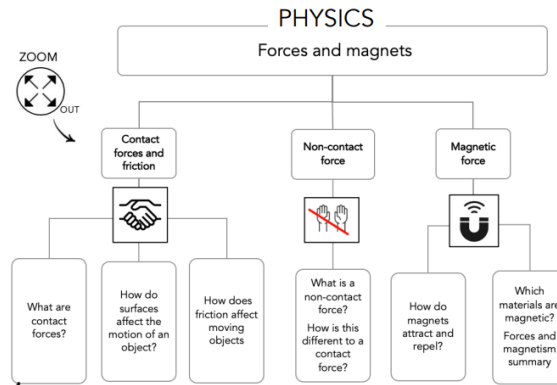 PHYSICS
Forces and magnets
ZOOM
OUT
Contact
forces and
friction
Non-contact
force
Magnetic
force
What are
contact
forces?
How do
surfaces
affect the
motion of an
object?
How does
friction affect
moving
objects
What is a
non-contact
force?
How is this
different to a
contact
force?
How do
magnets
attract and
repel?
Which
materials are
magnetic?
Forces and
magnetism
summary